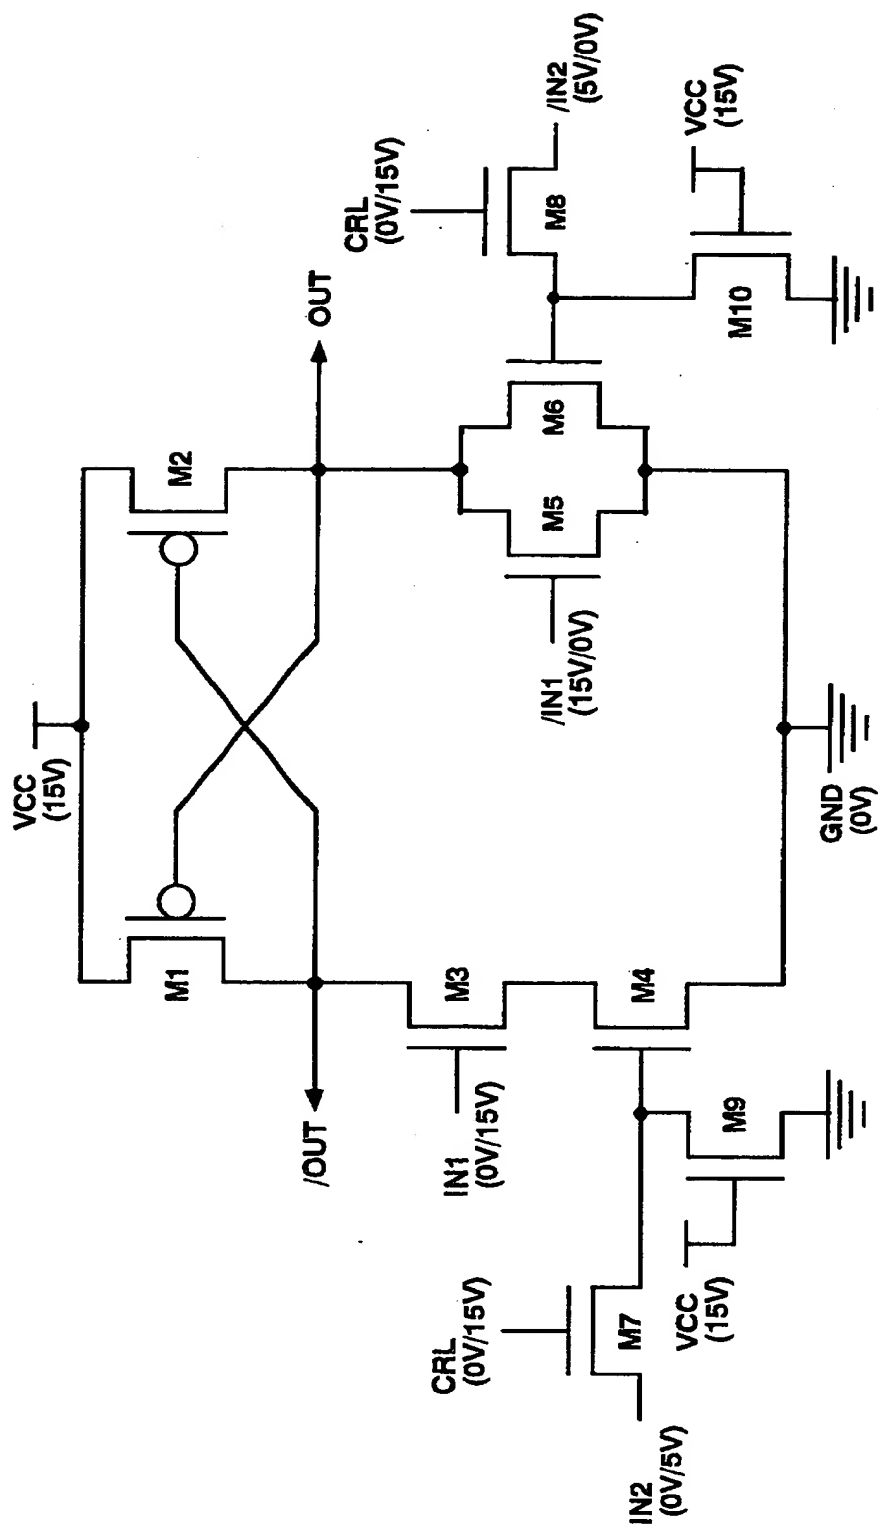 VCC
(15V)
M1
M2
/OUT
OUT
IN1
(0V/15V)
M3
/IN1
(15V/0V)
M5
M6
CRL
(0V/15V)
M8
/IN2
(5V/0V)
CRL
(0V/15V)
M7
IN2
(0V/5V)
M4
VCC
(15V)
M9
M10
VCC
(15V)
GND
(0V)